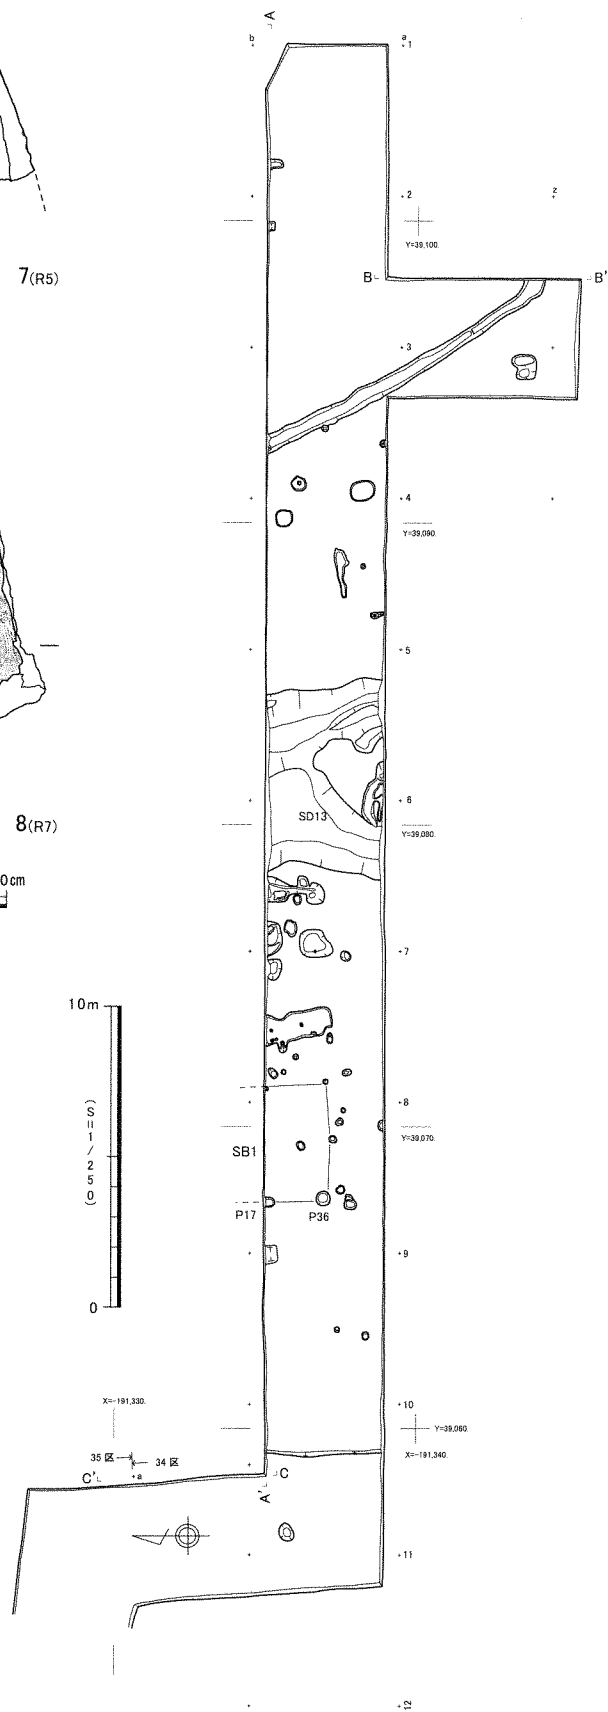 A
b
a
1
2
z
Y=39,100.
B
B'
7(R5)
3
4
Y=39,090.
5
6
SD13
Y=39,080.
8(R7)
0cm
7
10m
(S=1/250)
0
8
Y=39,070.
SB1
P17
P36
9
X=-191,330.
10
Y=39,060.
X=-191,340.
35区
34区
C'
a
C
A'
11
12